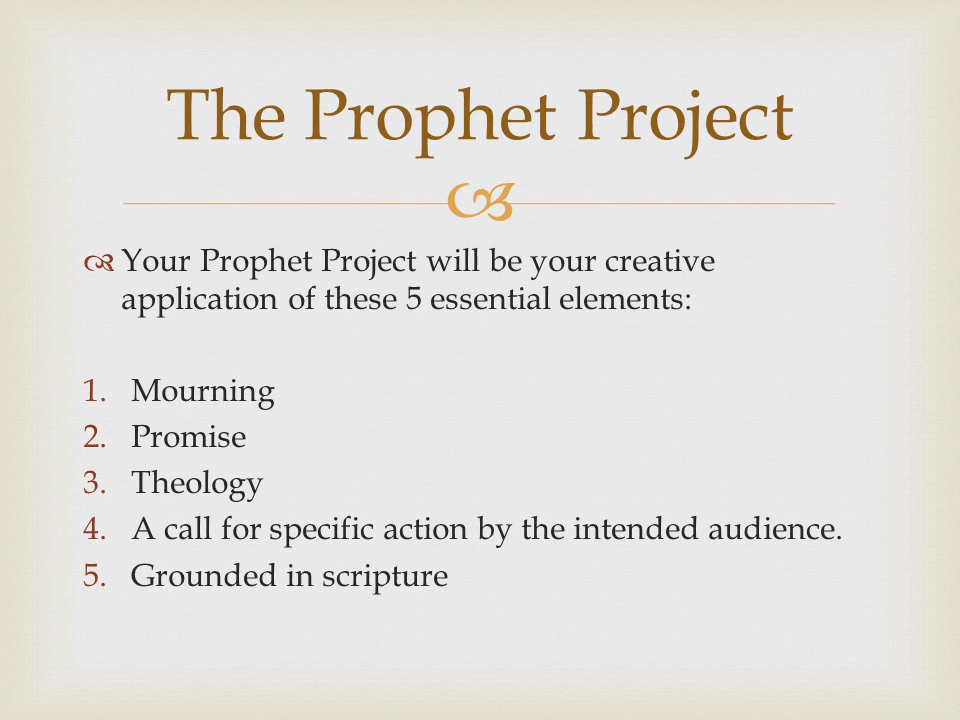 The Prophet Project
Your Prophet Project will be your creative
application of these 5 essential elements:
1. Mourning
2. Promise
3. Theology
4. A call for specific action by the intended audience.
5. Grounded in scripture